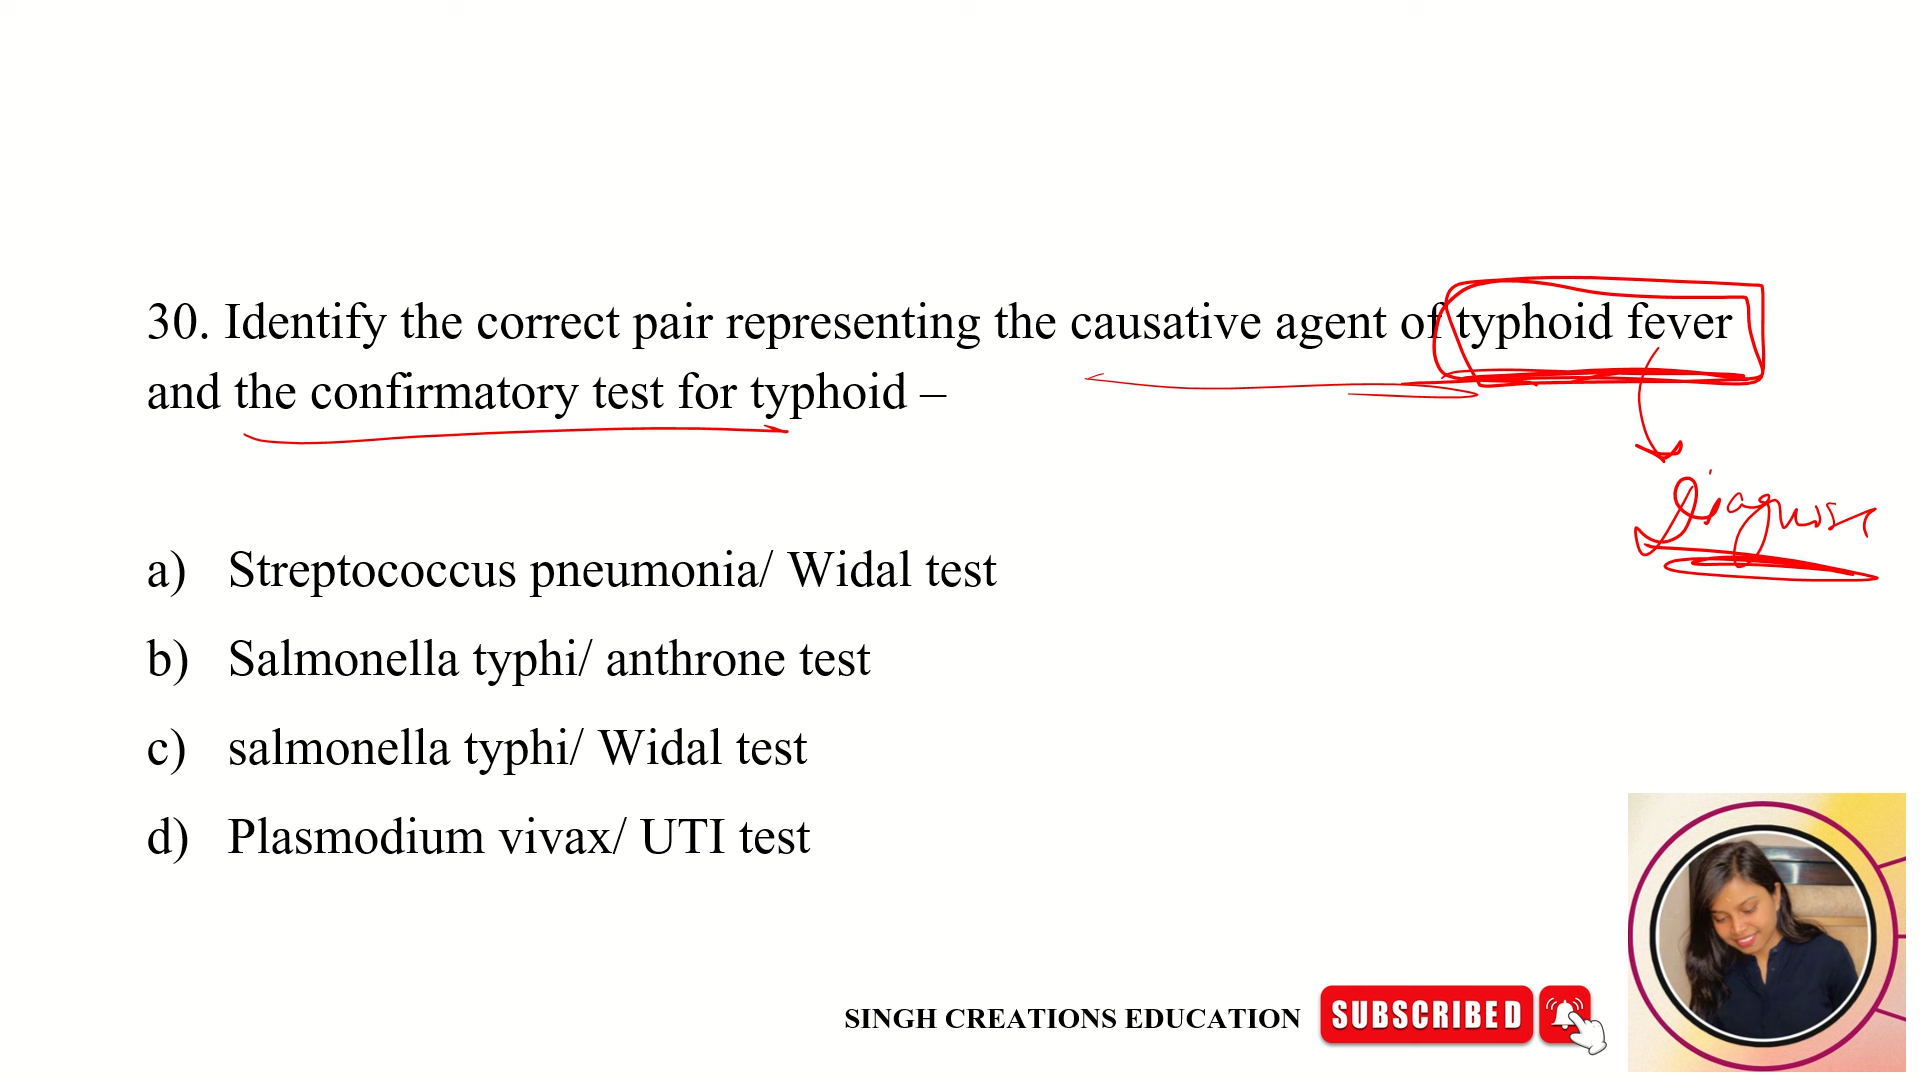 30. Identify the correct pair representing the causative agent of typhoid fever
and the confirmatory test for typhoid –
Diagnose
a) Streptococcus pneumonia/ Widal test
b) Salmonella typhi/ anthrone test
c) salmonella typhi/ Widal test
d) Plasmodium vivax/ UTI test
SINGH CREATIONS EDUCATION
SUBSCRIBED